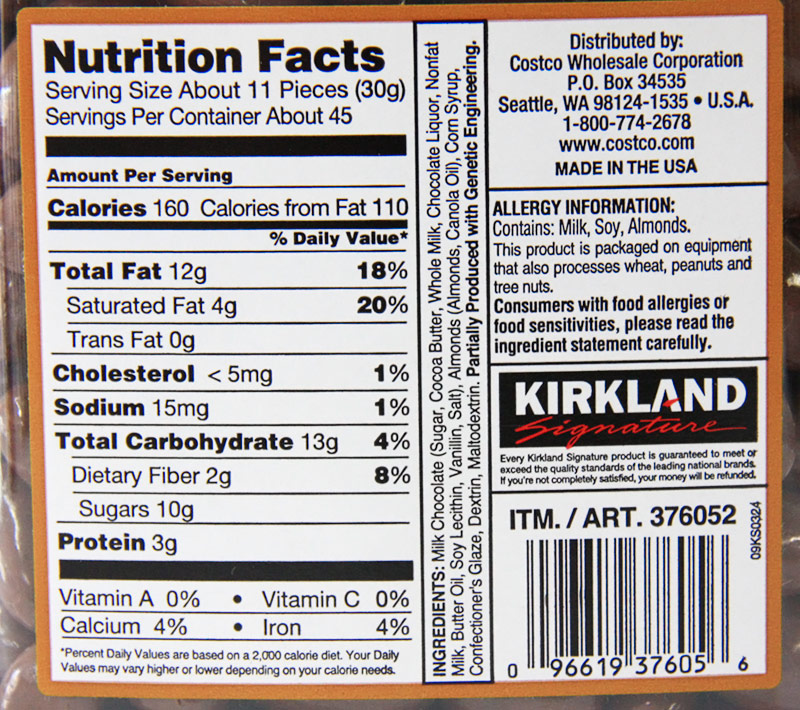 Nutrition Facts
Serving Size About 11 Pieces (30g)
Servings Per Container About 45
Amount Per Serving
Calories 160 Calories from Fat 110
% Daily Value*
Total Fat 12g 18%
Saturated Fat 4g 20%
Trans Fat 0g
Cholesterol < 5mg 1%
Sodium 15mg 1%
Total Carbohydrate 13g 4%
Dietary Fiber 2g 8%
Sugars 10g
Protein 3g
Vitamin A 0% • Vitamin C 0%
Calcium 4% • Iron 4%
*Percent Daily Values are based on a 2,000 calorie diet. Your Daily
Values may vary higher or lower depending on your calorie needs.
INGREDIENTS: Milk Chocolate (Sugar, Cocoa Butter, Whole Milk, Chocolate Liquor, Nonfat
Milk, Butter Oil, Soy Lecithin, Vanillin, Salt), Almonds (Almonds, Canola Oil), Corn Syrup,
Confectioner's Glaze, Dextrin, Maltodextrin. Partially Produced with Genetic Engineering.
Distributed by:
Costco Wholesale Corporation
P.O. Box 34535
Seattle, WA 98124-1535 • U.S.A.
1-800-774-2678
www.costco.com
MADE IN THE USA
ALLERGY INFORMATION:
Contains: Milk, Soy, Almonds.
This product is packaged on equipment
that also processes wheat, peanuts and
tree nuts.
Consumers with food allergies or
food sensitivities, please read the
ingredient statement carefully.
KIRKLAND
Signature
Every Kirkland Signature product is guaranteed to meet or
exceed the quality standards of the leading national brands.
If you're not completely satisfied, your money will be refunded.
ITM. / ART. 376052
09KS0324
0 96619 37605 6